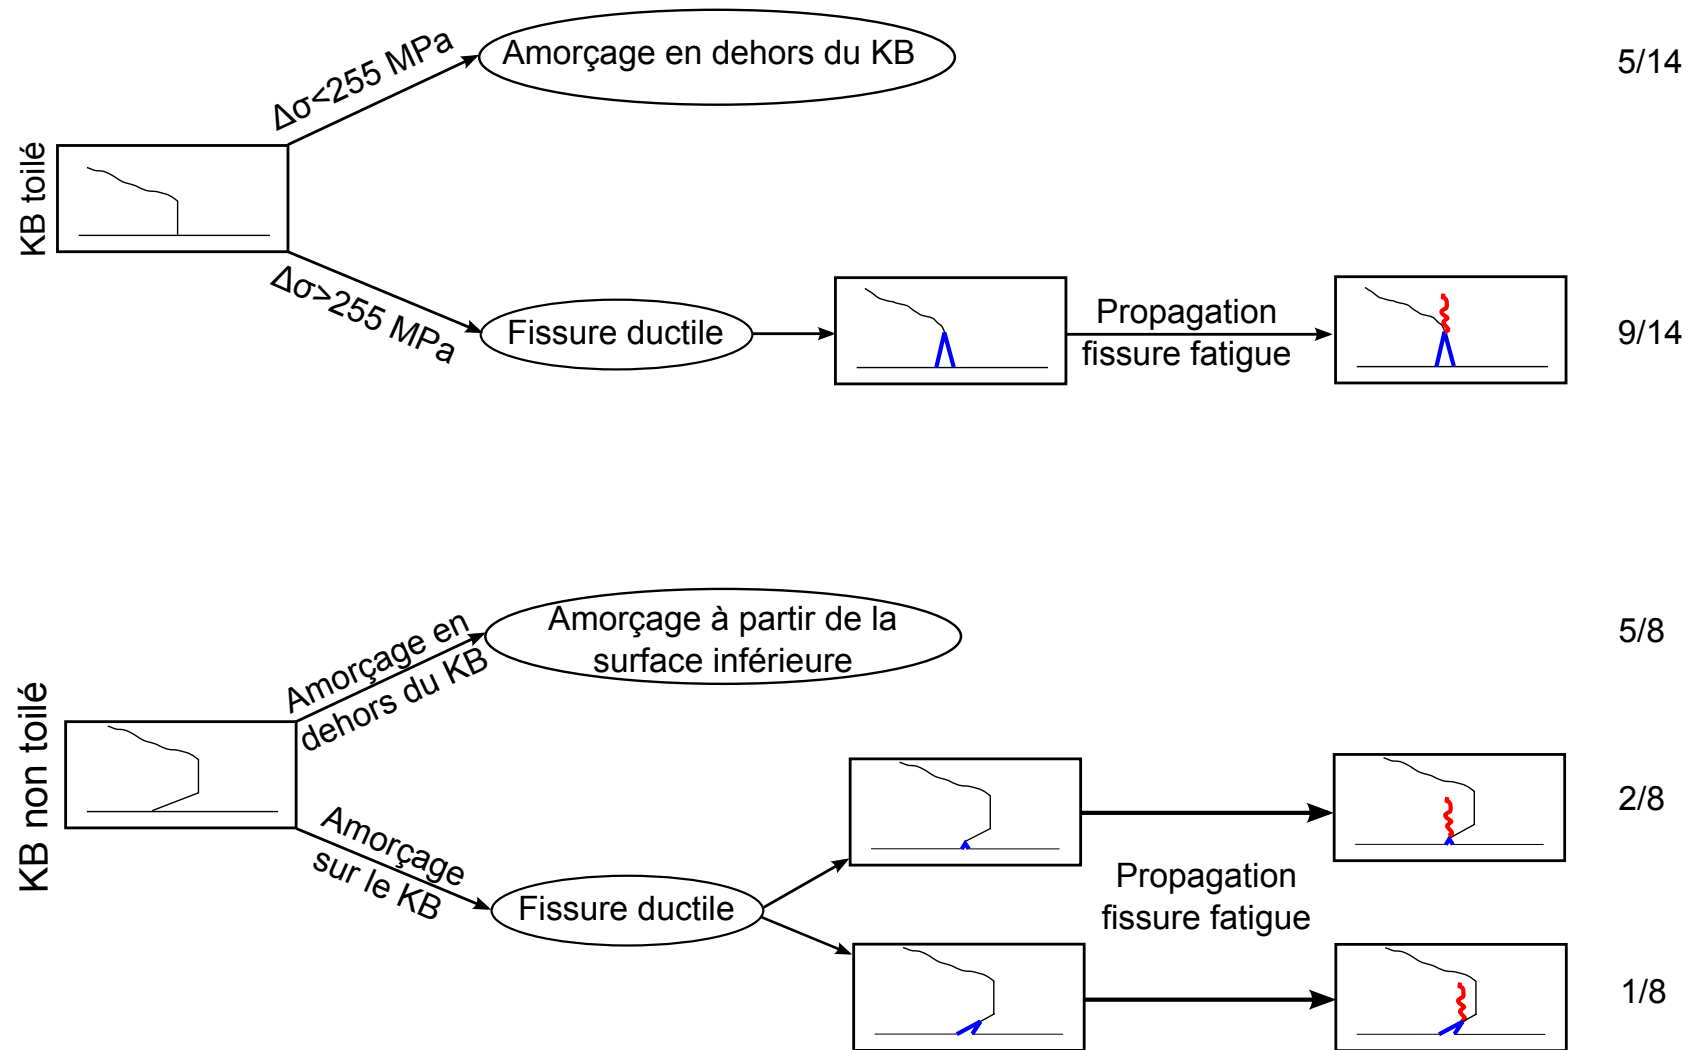 KB toilé
Δσ<255 MPa
Amorçage en dehors du KB
5/14
Δσ>255 MPa
Fissure ductile
Propagation
fissure fatigue
9/14
KB non toilé
Amorçage en
dehors du KB
Amorçage à partir de la
surface inférieure
5/8
Amorçage
sur le KB
Fissure ductile
2/8
Propagation
fissure fatigue
1/8